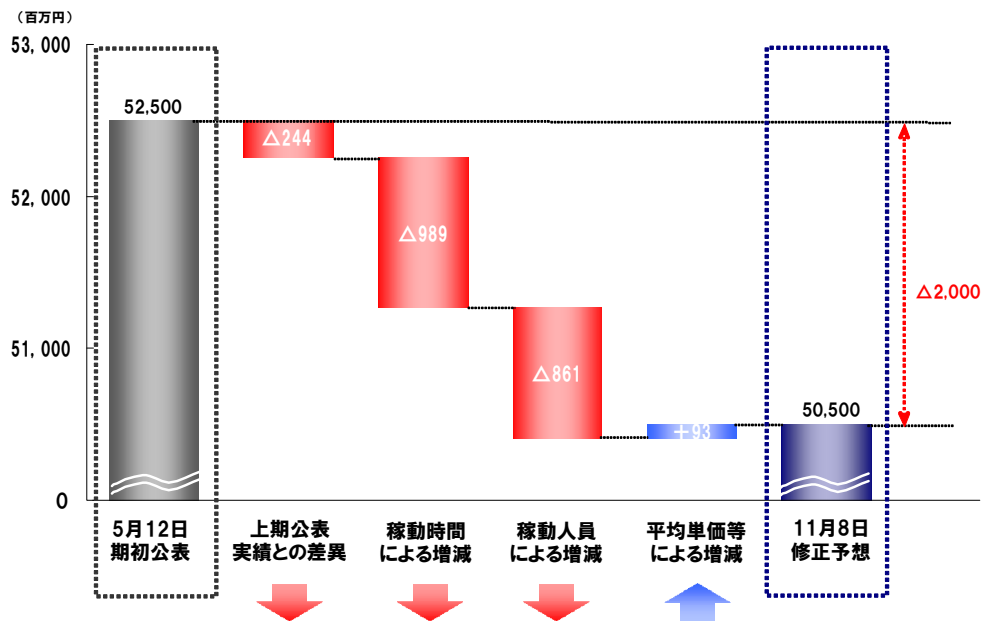 （百万円）
53,000
52,500
△244
52,000
△989
△2,000
51,000
△861
50,500
＋93
0
5月12日
期初公表
上期公表
実績との差異
稼動時間
による増減
稼動人員
による増減
平均単価等
による増減
11月8日
修正予想